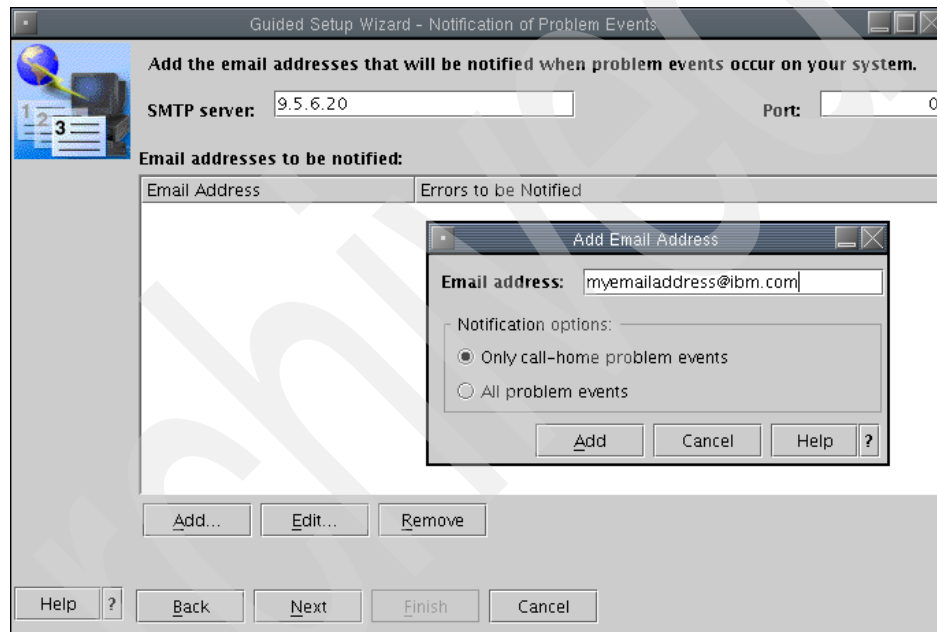 Guided Setup Wizard - Notification of Problem Events
Add the email addresses that will be notified when problem events occur on your system.
SMTP server: 9.5.6.20 Port: 0
1 2 3
Email addresses to be notified:
Email Address Errors to be Notified
Add Email Address
Email address: myemailaddress@ibm.com
Notification options:
Only call-home problem events
All problem events
Add Cancel Help ?
Add... Edit... Remove
Help ? Back Next Finish Cancel